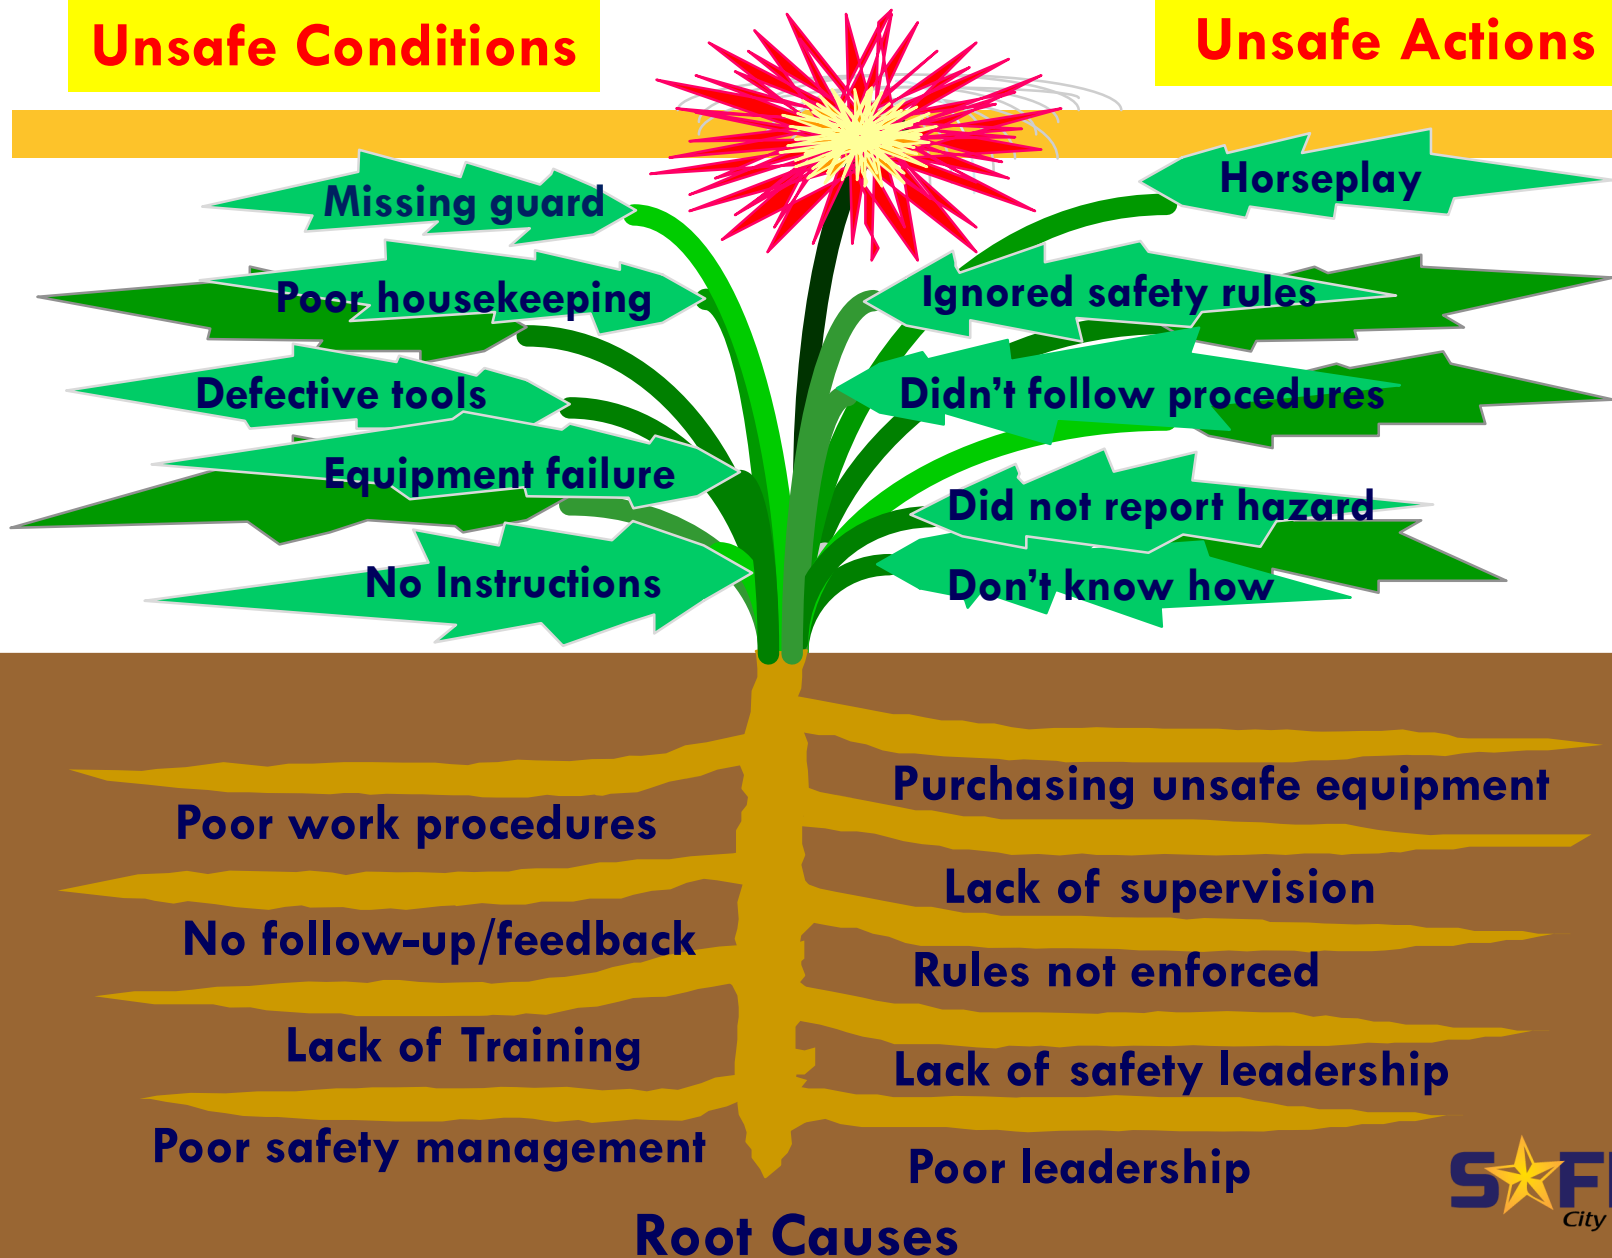 Unsafe Conditions
Unsafe Actions
Missing guard
Poor housekeeping
Defective tools
Equipment failure
No Instructions
Horseplay
Ignored safety rules
Didn't follow procedures
Did not report hazard
Don't know how
Poor work procedures
No follow-up/feedback
Lack of Training
Poor safety management
Purchasing unsafe equipment
Lack of supervision
Rules not enforced
Lack of safety leadership
Poor leadership
Root Causes
City